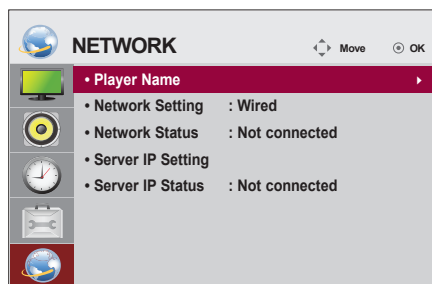 NETWORK Move OK
• Player Name
• Network Setting : Wired
• Network Status : Not connected
• Server IP Setting
• Server IP Status : Not connected